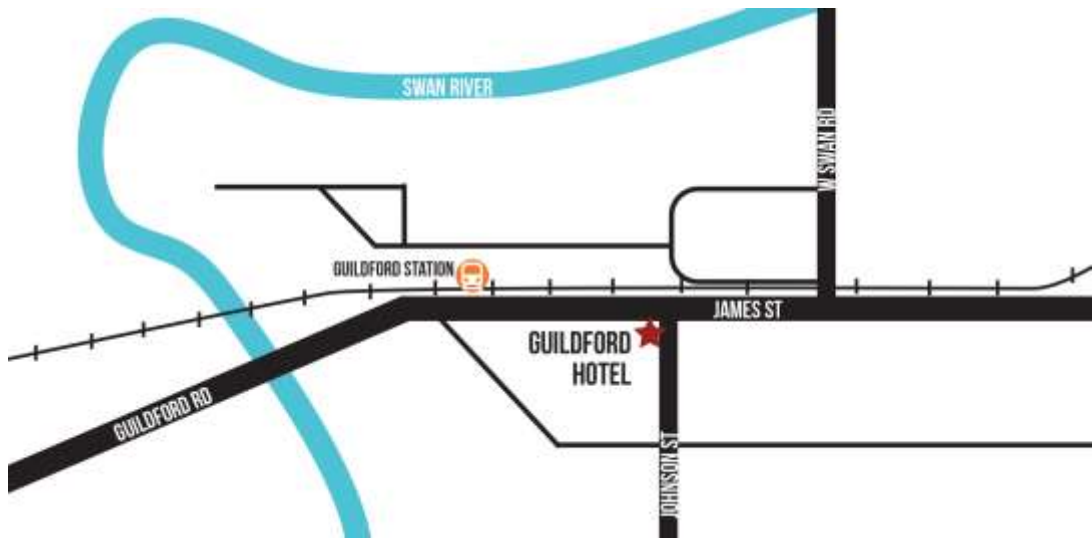 SWAN RIVER
W SWAN RD
GUILDFORD STATION
JAMES ST
GUILDFORD
HOTEL
GUILDFORD RD
JOHNSON ST